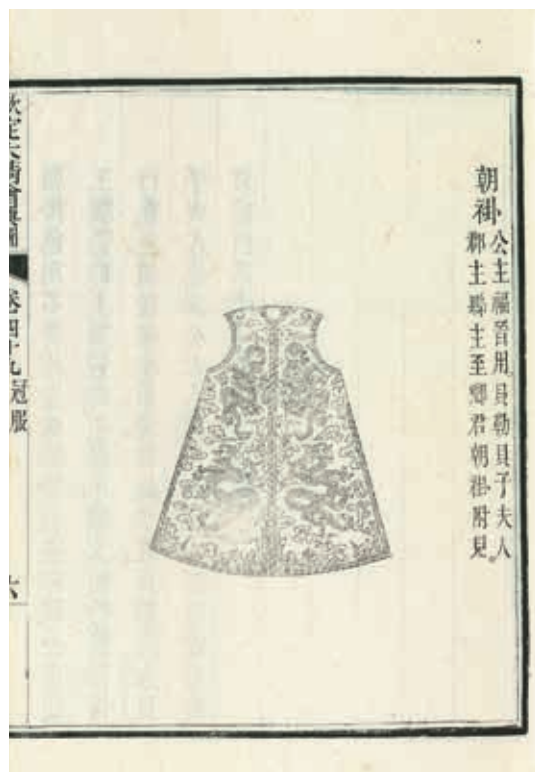 朝褂
公主福晉用。貝勒貝子夫人
郡主縣主至鄉君朝褂附見。
欽定大清會典圖
卷四十九 冠服
六